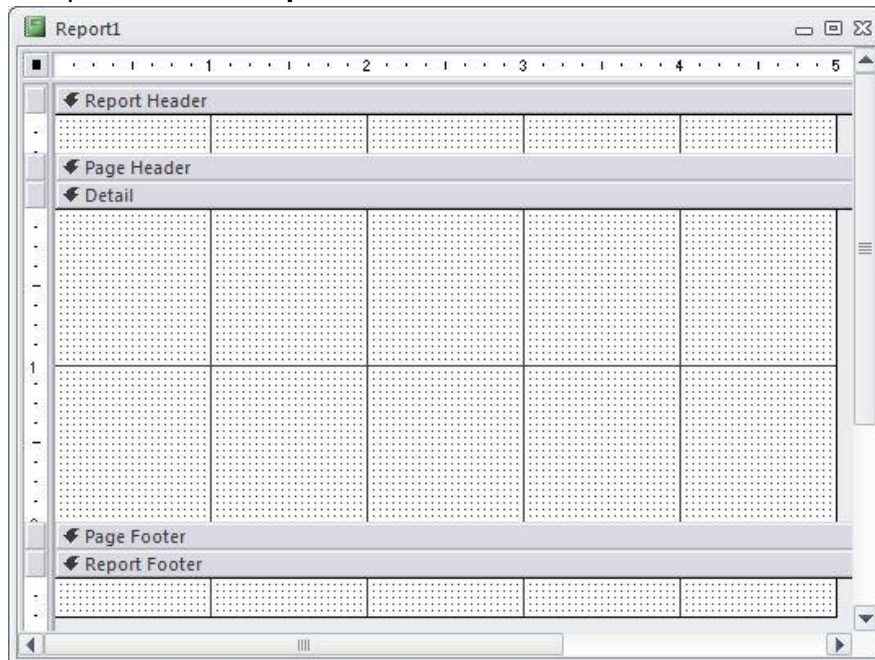 Report1
1 2 3 4 5
Report Header
Page Header
Detail
1
Page Footer
Report Footer